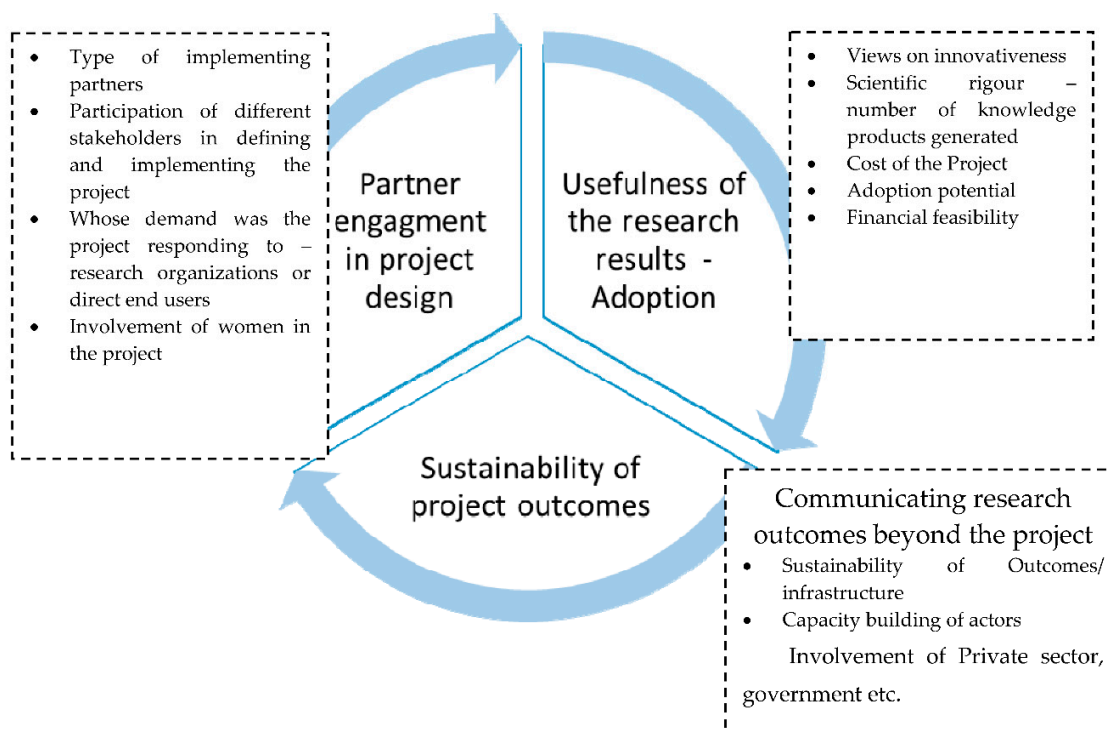 • Type of implementing
partners
• Participation of different
stakeholders in defining
and implementing the
project
• Whose demand was the
project responding to –
research organizations or
direct end users
• Involvement of women in
the project
Partner
engagment
in project
design
Usefulness of
the research
results -
Adoption
• Views on innovativeness
• Scientific rigour –
number of knowledge
products generated
• Cost of the Project
• Adoption potential
• Financial feasibility
Sustainability of
project outcomes
Communicating research
outcomes beyond the project
• Sustainability of Outcomes/
infrastructure
• Capacity building of actors
Involvement of Private sector,
government etc.